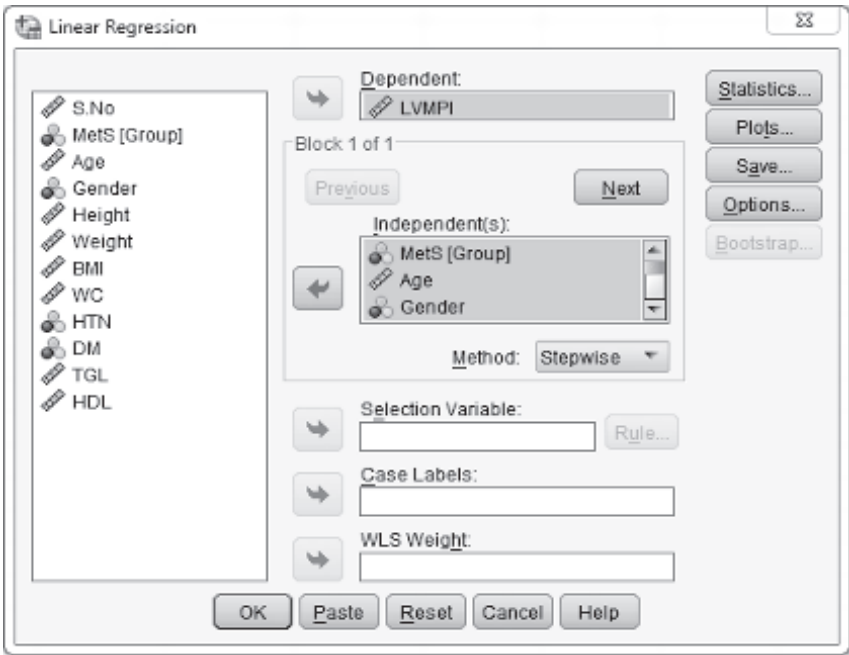 Linear Regression
S.No
MetS [Group]
Age
Gender
Height
Weight
BMI
WC
HTN
DM
TGL
HDL
Dependent:
LVMPI
Block 1 of 1
Previous
Next
Independent(s):
MetS [Group]
Age
Gender
Method: Stepwise
Selection Variable:
Rule...
Case Labels:
WLS Weight:
Statistics...
Plots...
Save...
Options...
Bootstrap...
OK Paste Reset Cancel Help